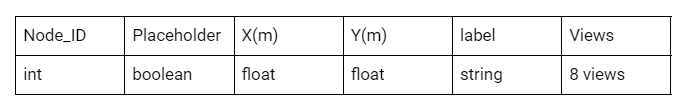 Node_ID Placeholder X(m) Y(m) label Views
int boolean float float string 8 views